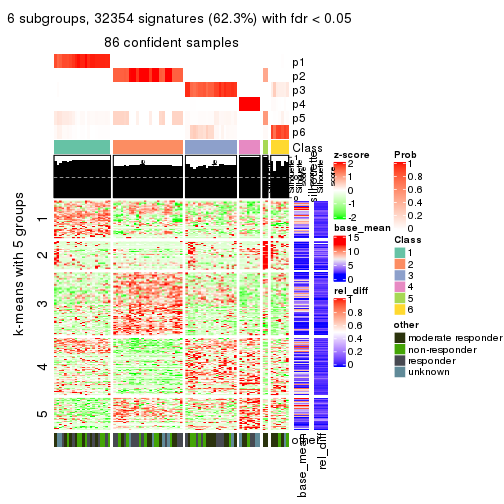 6 subgroups, 32354 signatures (62.3%) with fdr < 0.05
86 confident samples
p1
p2
p3
p4
p5
p6
Class
1
silhouette
score
k-means with 5 groups
1
2
3
4
5
other
base_mean
rel_diff
z-score
2
1
0
-1
-2
base_mean
15
10
5
0
rel_diff
1
0.8
0.6
0.4
0.2
0
Prob
1
0.8
0.6
0.4
0.2
0
Class
1
2
3
4
5
6
other
moderate responder
non-responder
responder
unknown